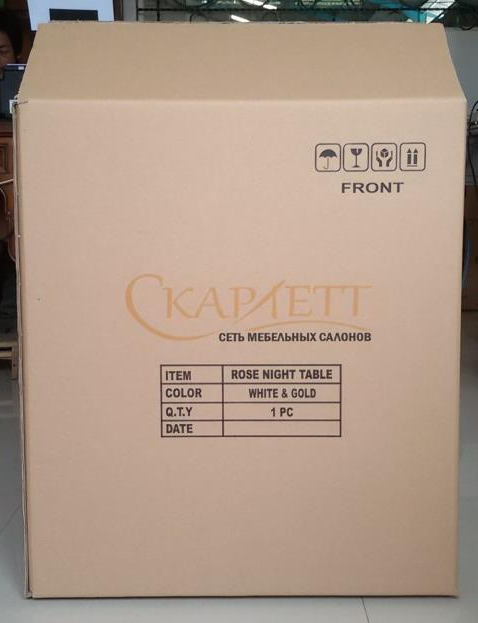 FRONT
СКАРЛЕТТ
СЕТЬ МЕБЕЛЬНЫХ САЛОНОВ
ITEM ROSE NIGHT TABLE
COLOR WHITE & GOLD
Q.T.Y 1 PC
DATE